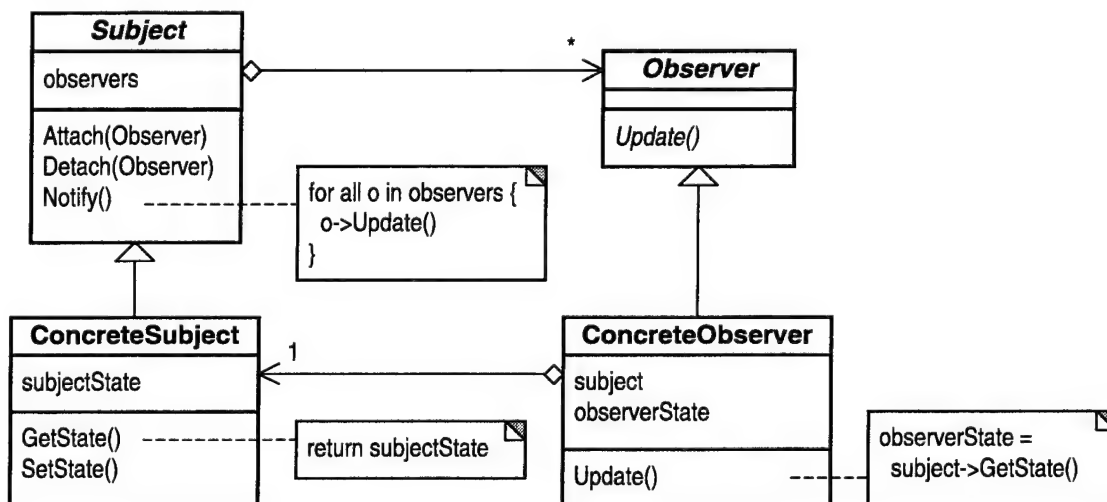 Subject
observers
Attach(Observer)
Detach(Observer)
Notify()
for all o in observers {
o->Update()
}
*
Observer
Update()
ConcreteSubject
subjectState
GetState()
SetState()
return subjectState
1
ConcreteObserver
subject
observerState
Update()
observerState =
subject->GetState()